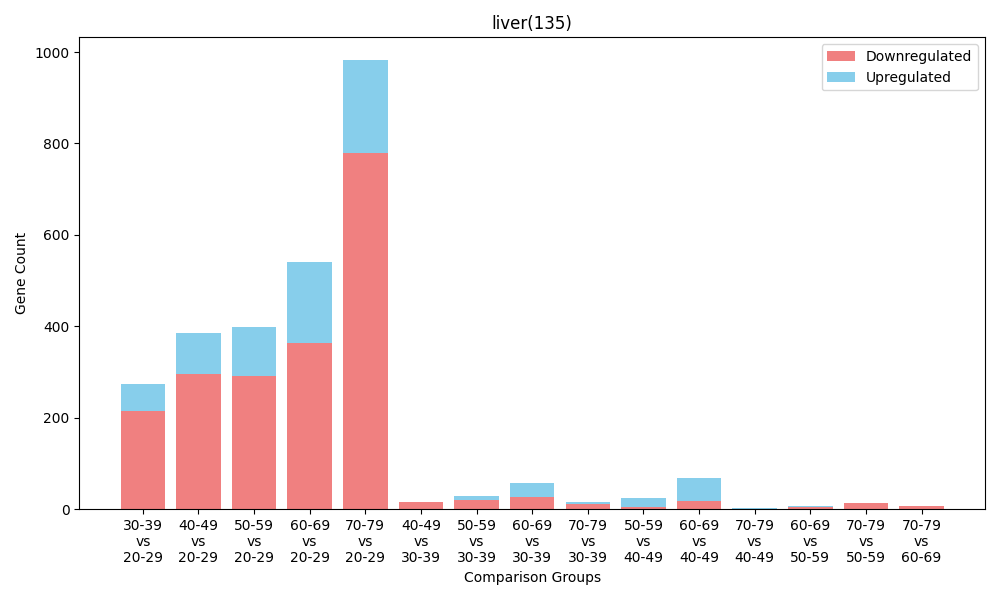 liver(135)
Downregulated
Upregulated
Gene Count
1000
800
600
400
200
0
30-39 vs 20-29
40-49 vs 20-29
50-59 vs 20-29
60-69 vs 20-29
70-79 vs 20-29
40-49 vs 30-39
50-59 vs 30-39
60-69 vs 30-39
70-79 vs 30-39
50-59 vs 40-49
60-69 vs 40-49
70-79 vs 40-49
60-69 vs 50-59
70-79 vs 50-59
70-79 vs 60-69
Comparison Groups